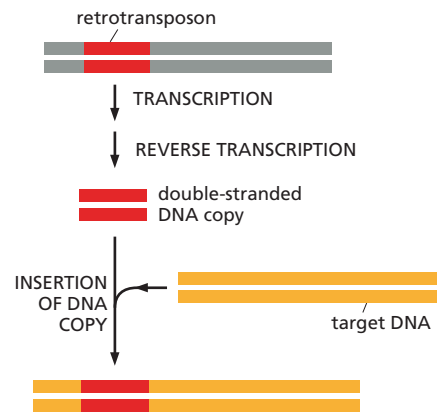 retrotransposon
TRANSCRIPTION
REVERSE TRANSCRIPTION
double-stranded
DNA copy
INSERTION
OF DNA
COPY
target DNA